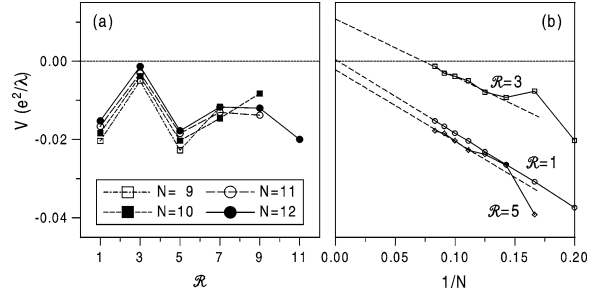 (a)
(b)
0.00
-0.02
-0.04
V (e²/λ)
N= 9
N=11
N=10
N=12
1 3 5 7 9 11
ℛ
ℛ=3
ℛ=1
ℛ=5
0.00 0.05 0.10 0.15 0.20
1/N